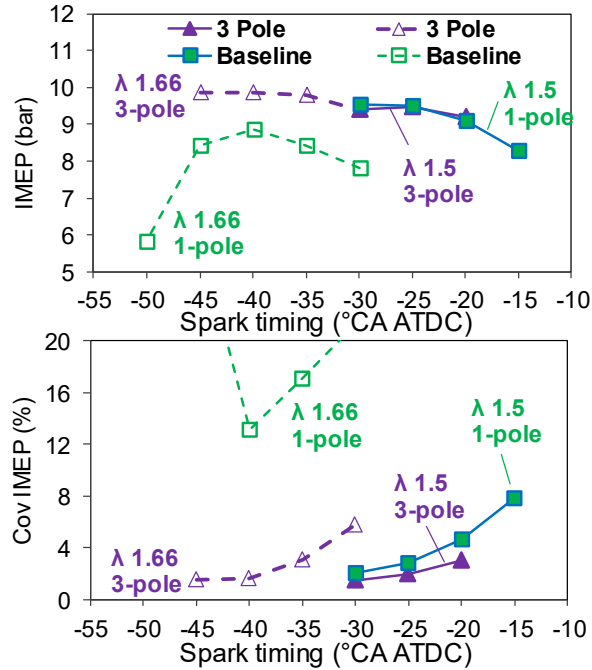 12
3 Pole
3 Pole
11
Baseline
Baseline
10
λ 1.66
3-pole
λ 1.5
1-pole
9
IMEP (bar)
8
λ 1.5
3-pole
7
λ 1.66
1-pole
6
5
-55 -50 -45 -40 -35 -30 -25 -20 -15 -10
Spark timing (°CA ATDC)
20
16
λ 1.66
1-pole
λ 1.5
1-pole
12
Cov IMEP (%)
8
λ 1.5
3-pole
4
λ 1.66
3-pole
0
-55 -50 -45 -40 -35 -30 -25 -20 -15 -10
Spark timing (°CA ATDC)